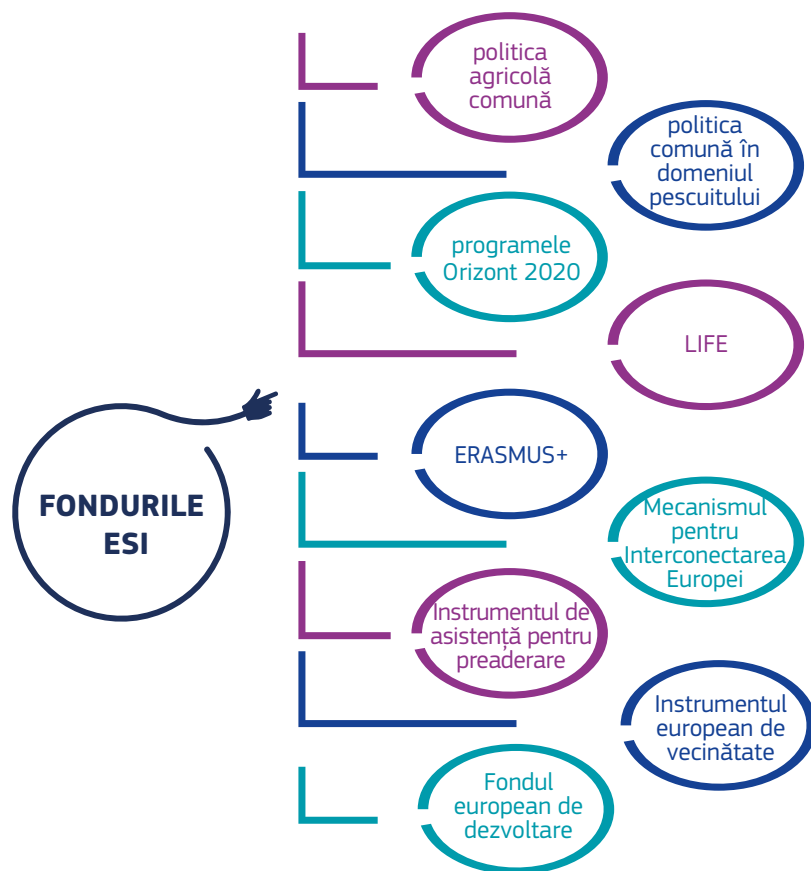 politica
agricolă
comună
politica
comună în
domeniul
pescuitului
programele
Orizont 2020
LIFE
FONDURILE
ESI
ERASMUS+
Mecanismul
pentru
Interconectarea
Europei
Instrumentul de
asistență pentru
preaderare
Instrumentul
european de
vecinătate
Fondul
european de
dezvoltare